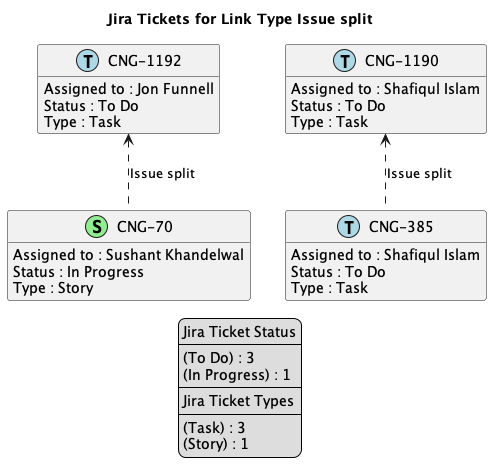 Jira Tickets for Link Type Issue split
T CNG-1192
Assigned to : Jon Funnell
Status : To Do
Type : Task
T CNG-1190
Assigned to : Shafiqul Islam
Status : To Do
Type : Task
Issue split
Issue split
S CNG-70
Assigned to : Sushant Khandelwal
Status : In Progress
Type : Story
T CNG-385
Assigned to : Shafiqul Islam
Status : To Do
Type : Task
Jira Ticket Status
(To Do) : 3
(In Progress) : 1
Jira Ticket Types
(Task) : 3
(Story) : 1